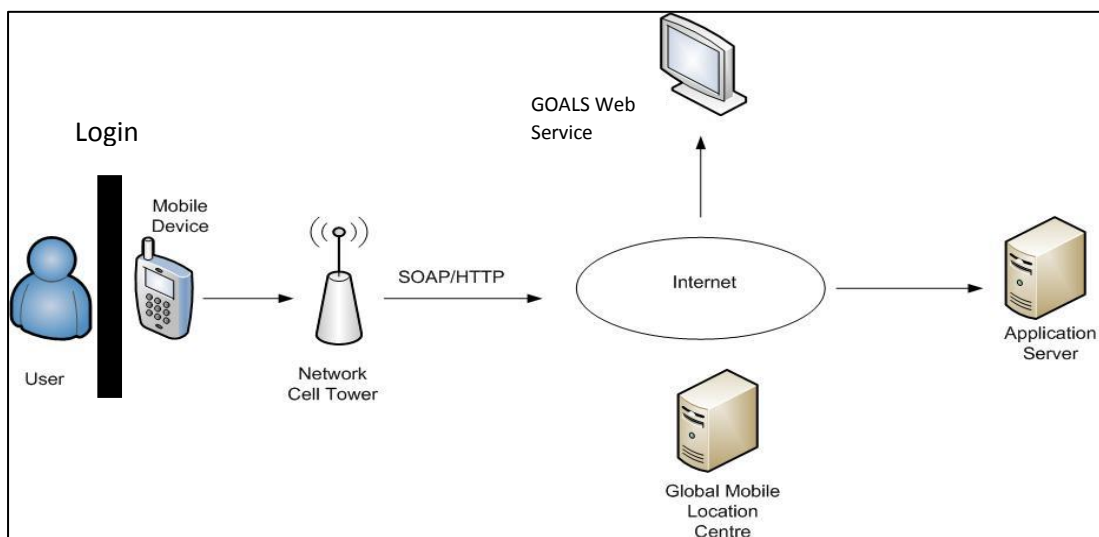 GOALS Web
Service
Login
Mobile
Device
SOAP/HTTP
Internet
User
Network
Cell Tower
Application
Server
Global Mobile
Location
Centre